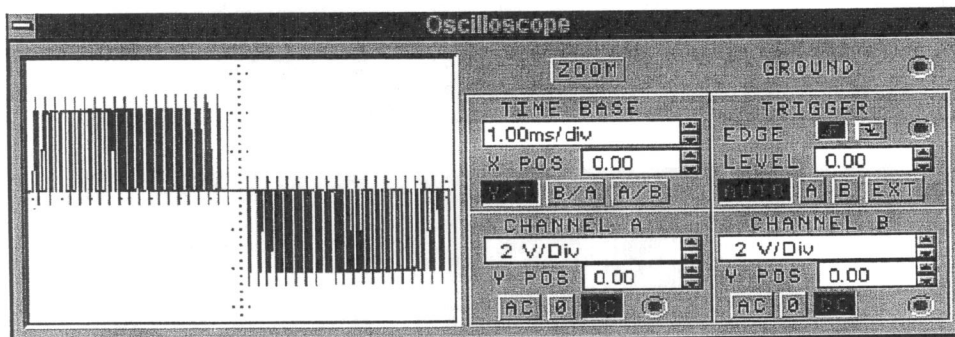 Oscilloscope
ZOOM
GROUND
TIME BASE
1.00ms/div
X POS 0.00
Y/T B/A A/B
TRIGGER
EDGE
LEVEL 0.00
AUTO A B EXT
CHANNEL A
2 V/Div
Y POS 0.00
AC 0 DC
CHANNEL B
2 V/Div
Y POS 0.00
AC 0 DC